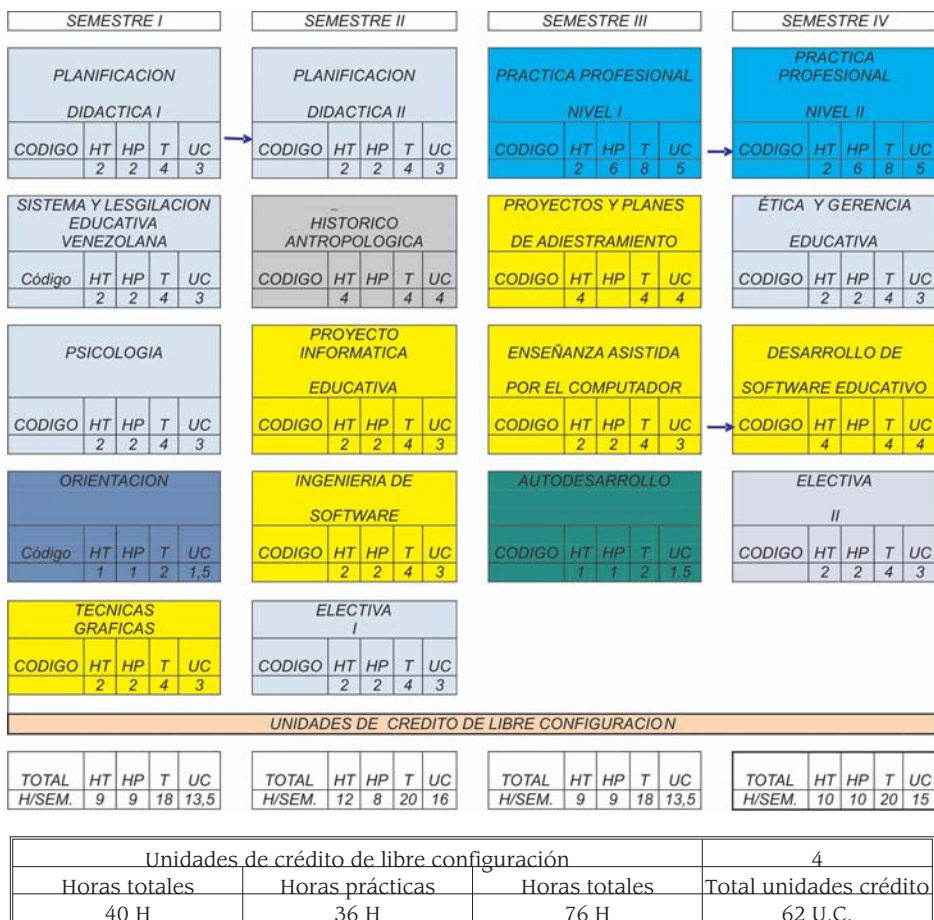 SEMESTRE I SEMESTRE II SEMESTRE III SEMESTRE IV
PLANIFICACION
DIDACTICA I
CODIGO HT HP T UC
2 2 4 3
PLANIFICACION
DIDACTICA II
CODIGO HT HP T UC
2 2 4 3
PRACTICA PROFESIONAL
NIVEL I
CODIGO HT HP T UC
2 6 8 5
PRACTICA
PROFESIONAL
NIVEL II
CODIGO HT HP T UC
2 6 8 5
SISTEMA Y LESGILACION
EDUCATIVA
VENEZOLANA
Código HT HP T UC
2 2 4 3
_
HISTORICO
ANTROPOLOGICA
CODIGO HT HP T UC
4 4 4
PROYECTOS Y PLANES
DE ADIESTRAMIENTO
CODIGO HT HP T UC
4 4 4
ÉTICA Y GERENCIA
EDUCATIVA
CODIGO HT HP T UC
2 2 4 3
PSICOLOGIA
CODIGO HT HP T UC
2 2 4 3
PROYECTO
INFORMATICA
EDUCATIVA
CODIGO HT HP T UC
2 2 4 3
ENSEÑANZA ASISTIDA
POR EL COMPUTADOR
CODIGO HT HP T UC
2 2 4 3
DESARROLLO DE
SOFTWARE EDUCATIVO
CODIGO HT HP T UC
4 4 4
ORIENTACION
Código HT HP T UC
1 1 2 1,5
INGENIERIA DE
SOFTWARE
CODIGO HT HP T UC
2 2 4 3
AUTODESARROLLO
CODIGO HT HP T UC
1 1 2 1.5
ELECTIVA
II
CODIGO HT HP T UC
2 2 4 3
TECNICAS
GRAFICAS
CODIGO HT HP T UC
2 2 4 3
ELECTIVA
I
CODIGO HT HP T UC
2 2 4 3
UNIDADES DE CREDITO DE LIBRE CONFIGURACION
TOTAL HT HP T UC
H/SEM. 9 9 18 13,5
TOTAL HT HP T UC
H/SEM. 12 8 20 16
TOTAL HT HP T UC
H/SEM. 9 9 18 13,5
TOTAL HT HP T UC
H/SEM. 10 10 20 15
Unidades de crédito de libre configuración 4
Horas totales Horas prácticas Horas totales Total unidades crédito
40 H 36 H 76 H 62 U.C.